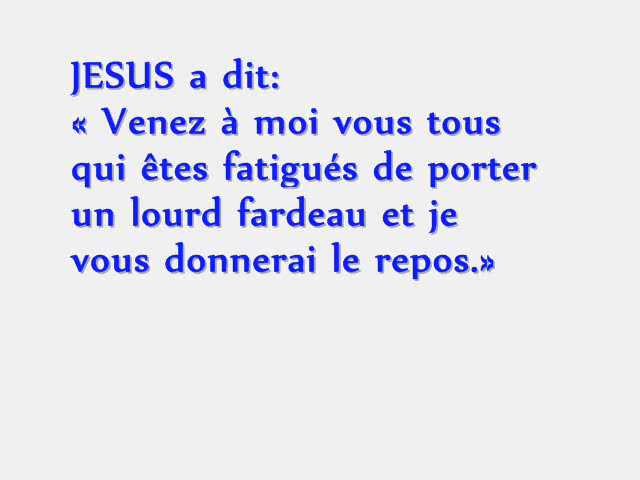 JESUS a dit:
« Venez à moi vous tous
qui êtes fatigués de porter
un lourd fardeau et je
vous donnerai le repos.»